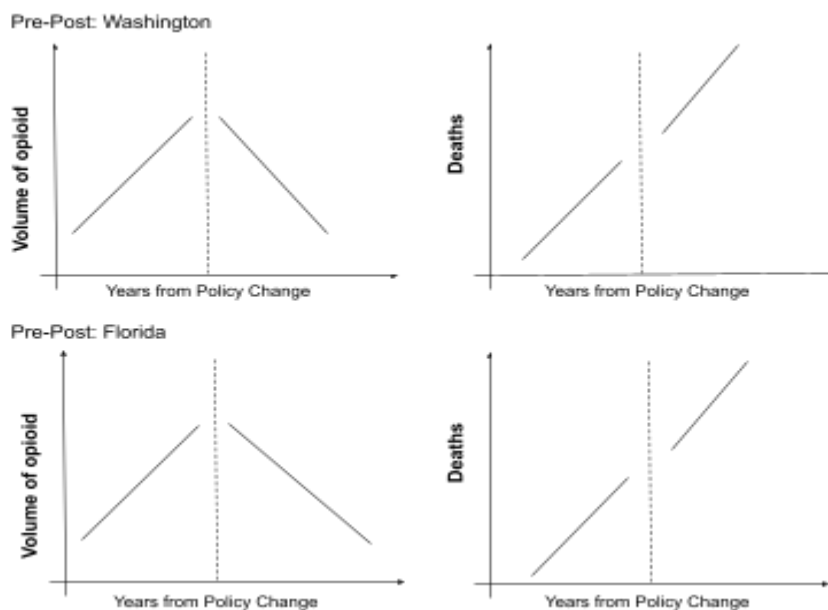 Pre-Post: Washington
Volume of opioid
Years from Policy Change
Deaths
Years from Policy Change
Pre-Post: Florida
Volume of opioid
Years from Policy Change
Deaths
Years from Policy Change